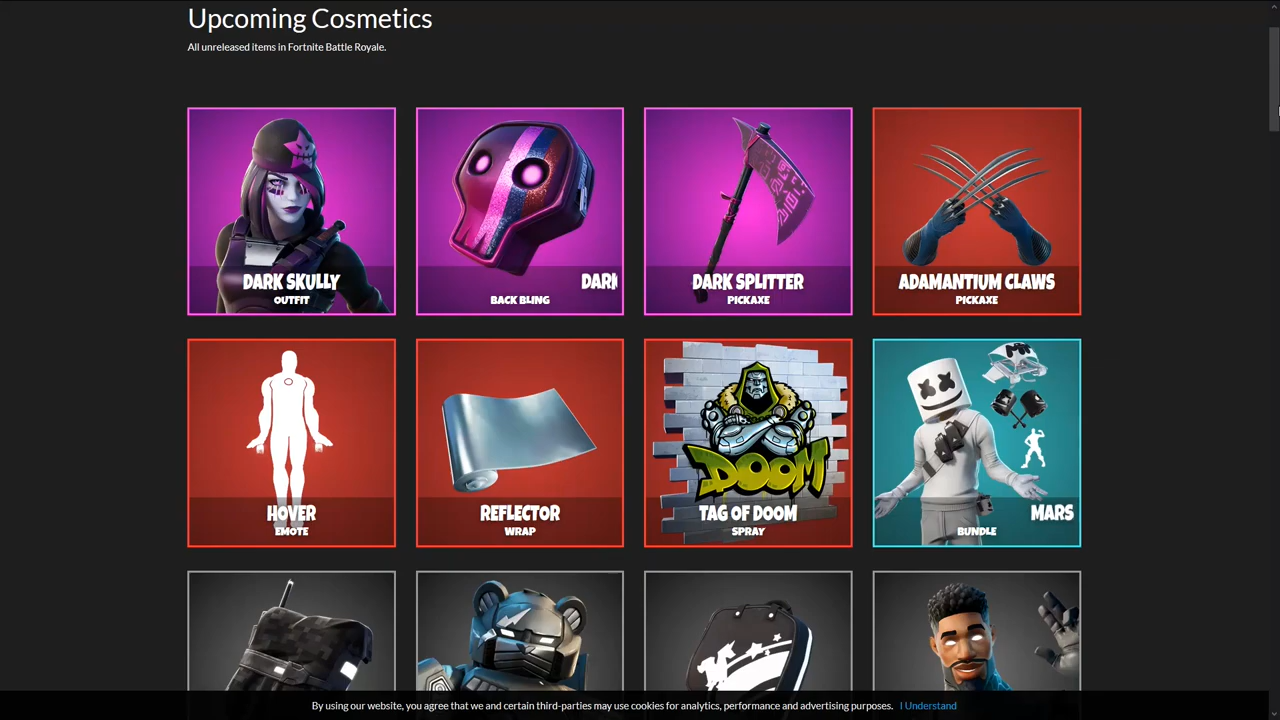 Upcoming Cosmetics
All unreleased items in Fortnite Battle Royale.
DARK SKULLY
OUTFIT
DARK
BACK BLING
DARK SPLITTER
PICKAXE
ADAMANTIUM CLAWS
PICKAXE
HOVER
EMOTE
REFLECTOR
WRAP
DOOM
TAG OF DOOM
SPRAY
MARS
BUNDLE
By using our website, you agree that we and certain third-parties may use cookies for analytics, performance and advertising purposes. I Understand